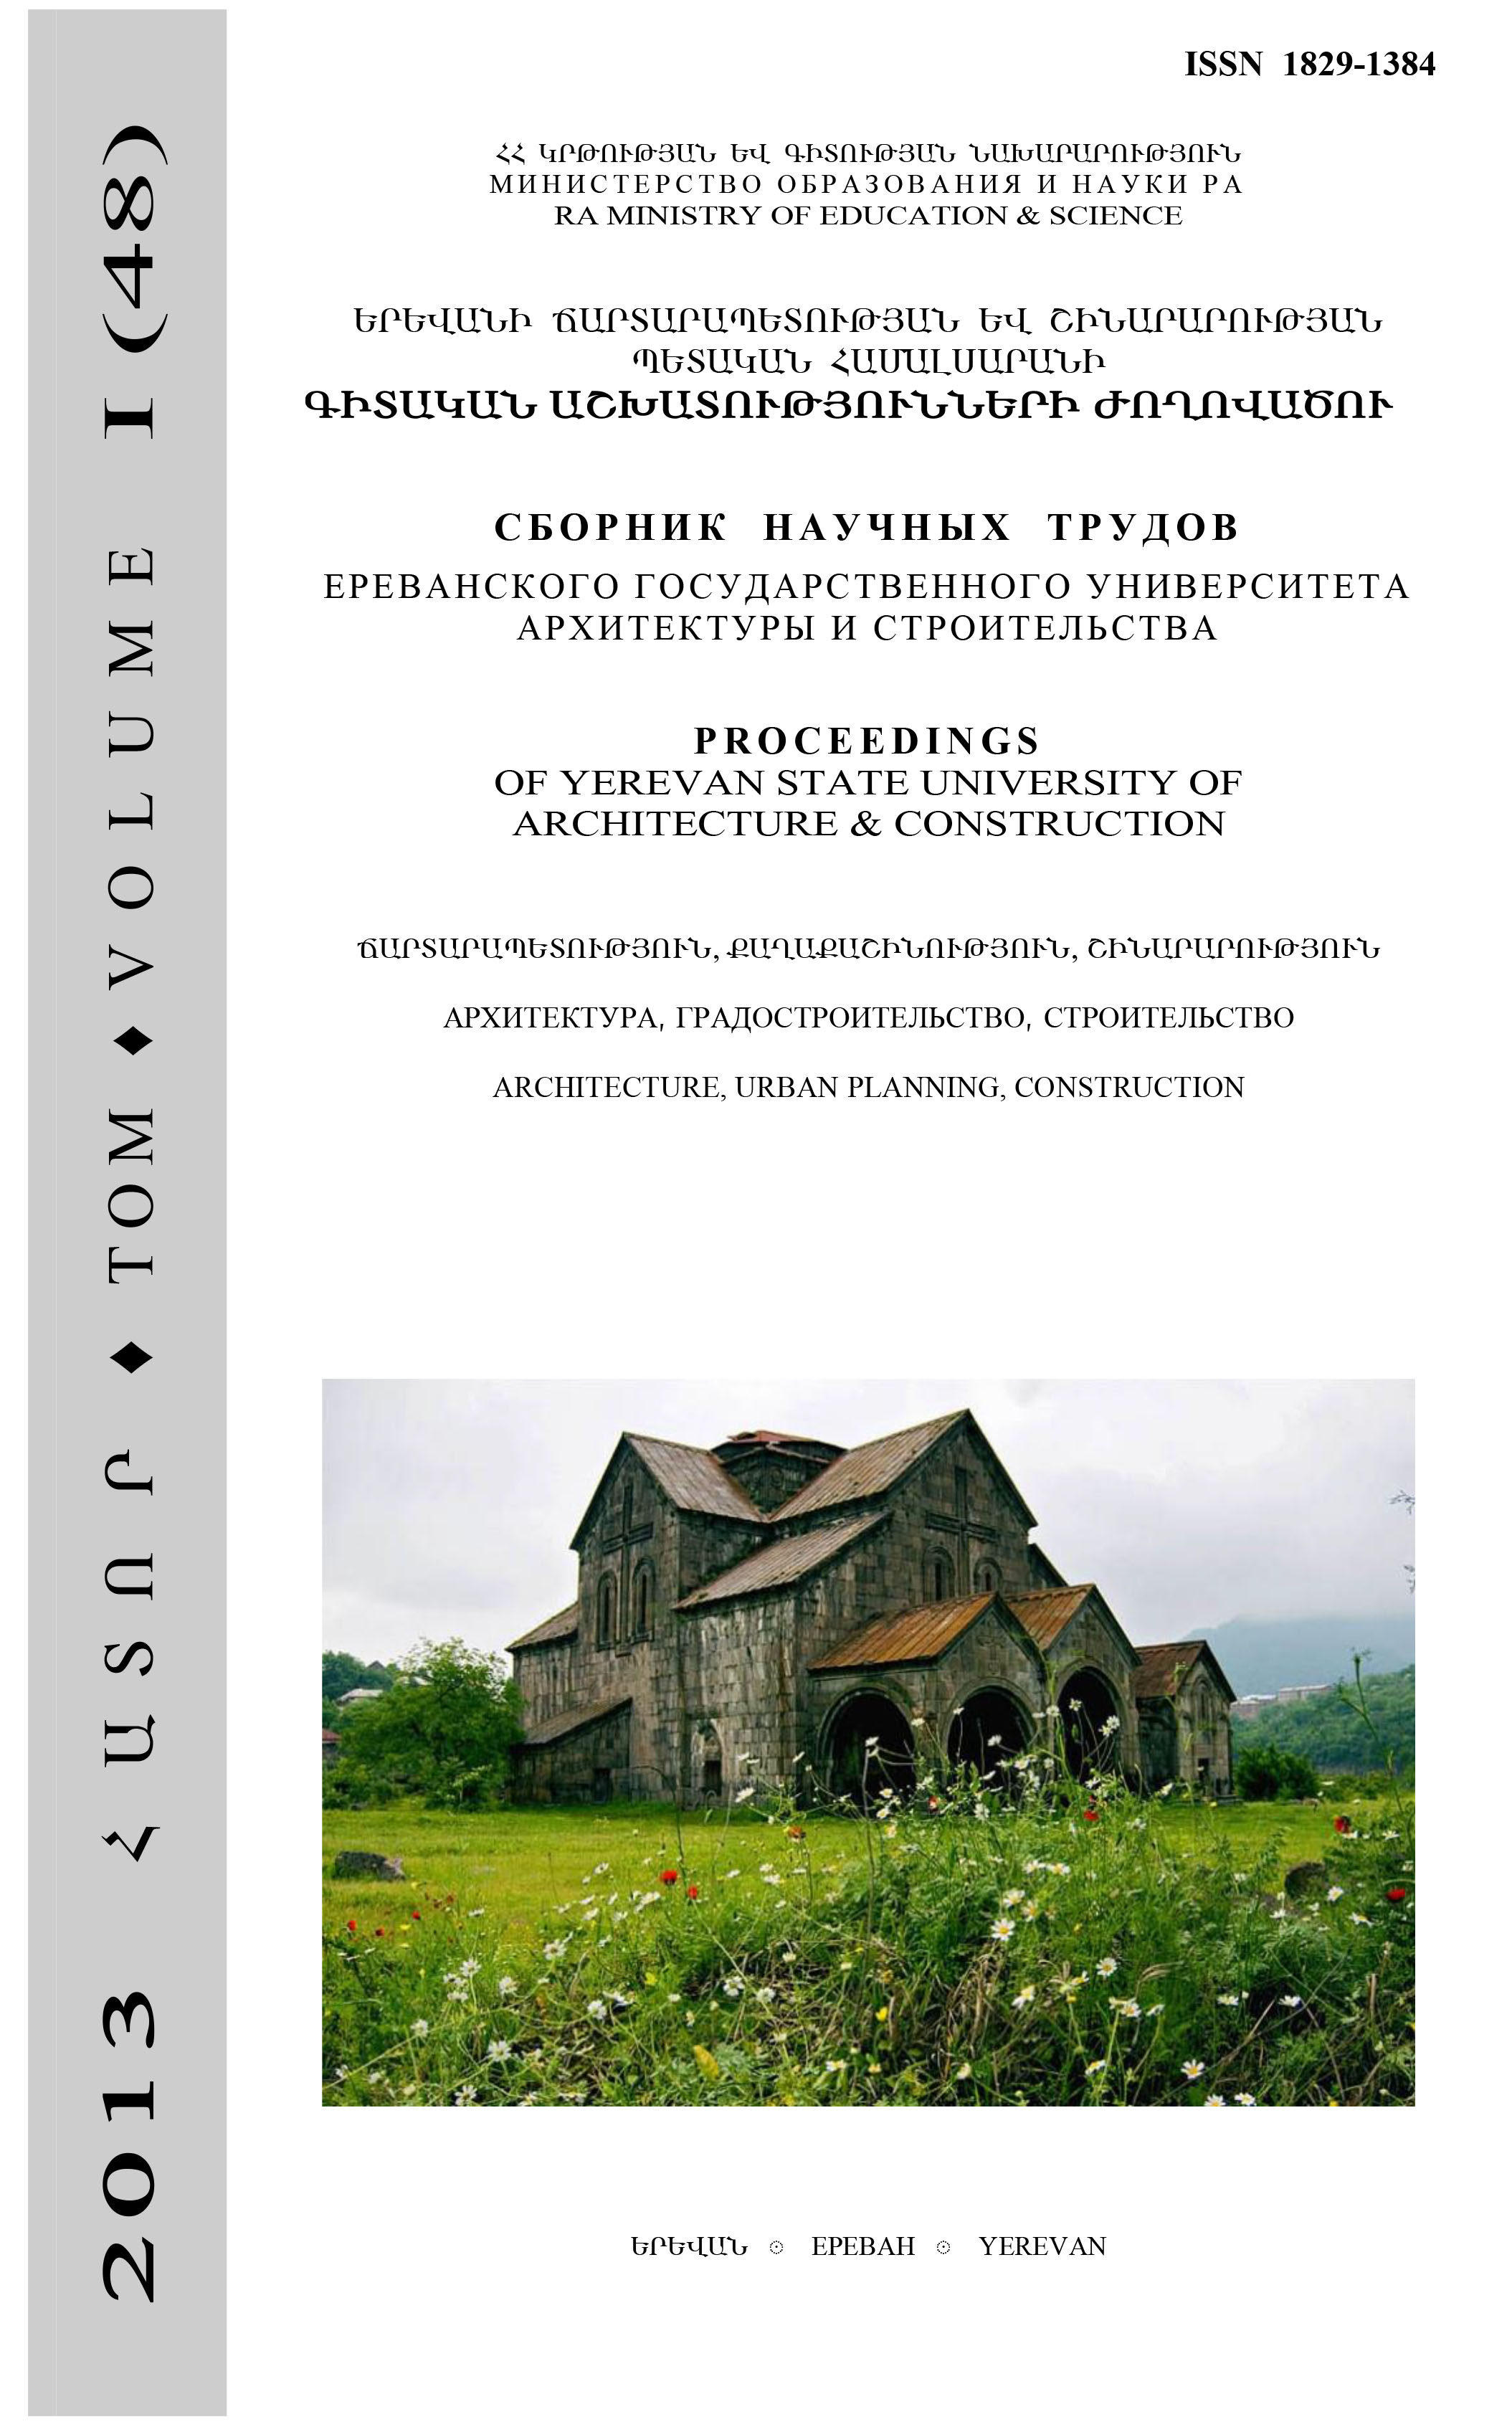 ISSN 1829-1384
ՀՀ ԿՐԹՈՒԹՅԱՆ ԵՎ ԳԻՏՈՒԹՅԱՆ ՆԱԽԱՐԱՐՈՒԹՅՈՒՆ
МИНИСТЕРСТВО ОБРАЗОВАНИЯ И НАУКИ РА
RA MINISTRY OF EDUCATION & SCIENCE
ԵՐԵՎԱՆԻ ՃԱՐՏԱՐԱՊԵՏՈՒԹՅԱՆ ԵՎ ՇԻՆԱՐԱՐՈՒԹՅԱՆ
ՊԵՏԱԿԱՆ ՀԱՄԱԼՍԱՐԱՆԻ
ԳԻՏԱԿԱՆ ԱՇԽԱՏՈՒԹՅՈՒՆՆԵՐԻ ԺՈՂՈՎԱԾՈՒ
СБОРНИК НАУЧНЫХ ТРУДОВ
ЕРЕВАНСКОГО ГОСУДАРСТВЕННОГО УНИВЕРСИТЕТА
АРХИТЕКТУРЫ И СТРОИТЕЛЬСТВА
PROCEEDINGS
OF YEREVAN STATE UNIVERSITY OF
ARCHITECTURE & CONSTRUCTION
ՃԱՐՏԱՐԱՊԵՏՈՒԹՅՈՒՆ, ՔԱՂԱՔԱՇԻՆՈՒԹՅՈՒՆ, ՇԻՆԱՐԱՐՈՒԹՅՈՒՆ
АРХИТЕКТУРА, ГРАДОСТРОИТЕЛЬСТВО, СТРОИТЕЛЬСТВО
ARCHITECTURE, URBAN PLANNING, CONSTRUCTION
ԵՐԵՎԱՆ ЕРЕВАН YEREVAN
2013 ՀԱՏՈՐ ♦ ТОМ ♦ VOLUME I (48)